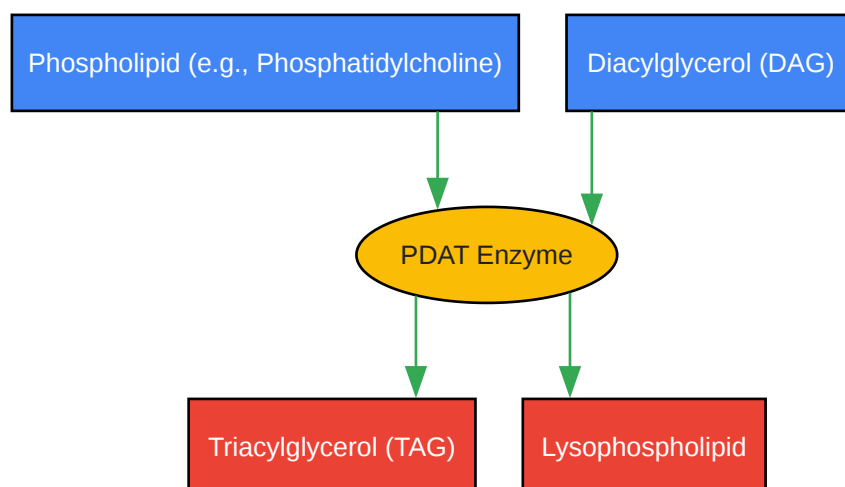 Phospholipid (e.g., Phosphatidylcholine)
Diacylglycerol (DAG)
PDAT Enzyme
Triacylglycerol (TAG)
Lysophospholipid